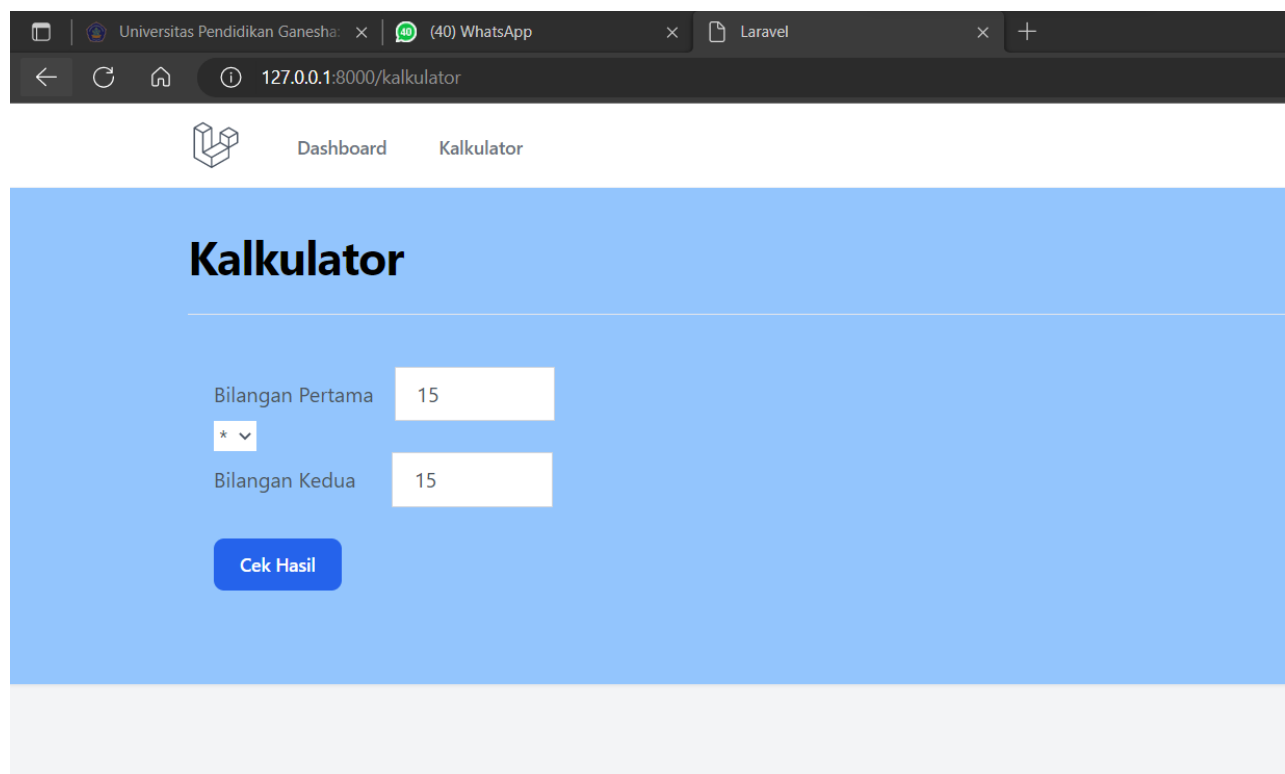 Universitas Pendidikan Ganesha: 40 (40) WhatsApp Laravel
127.0.0.1:8000/kalkulator
Dashboard Kalkulator
Kalkulator
Bilangan Pertama 15
*
Bilangan Kedua 15
Cek Hasil